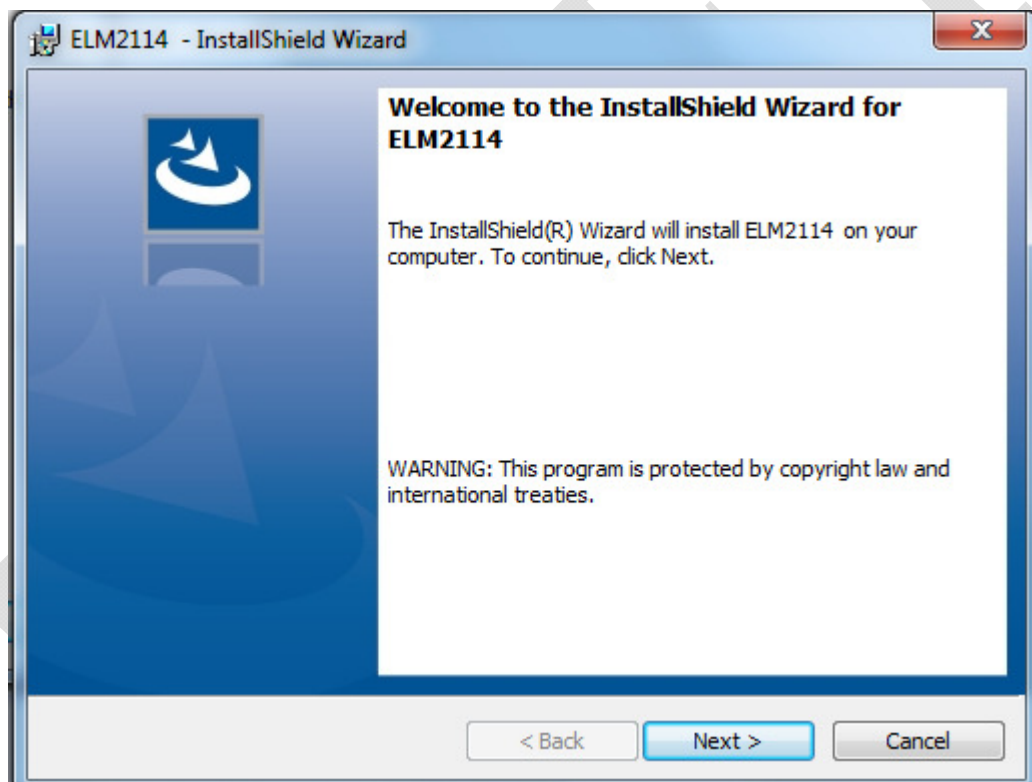 ELM2114 - InstallShield Wizard
Welcome to the InstallShield Wizard for
ELM2114
The InstallShield(R) Wizard will install ELM2114 on your
computer. To continue, click Next.
WARNING: This program is protected by copyright law and
international treaties.
< Back Next > Cancel